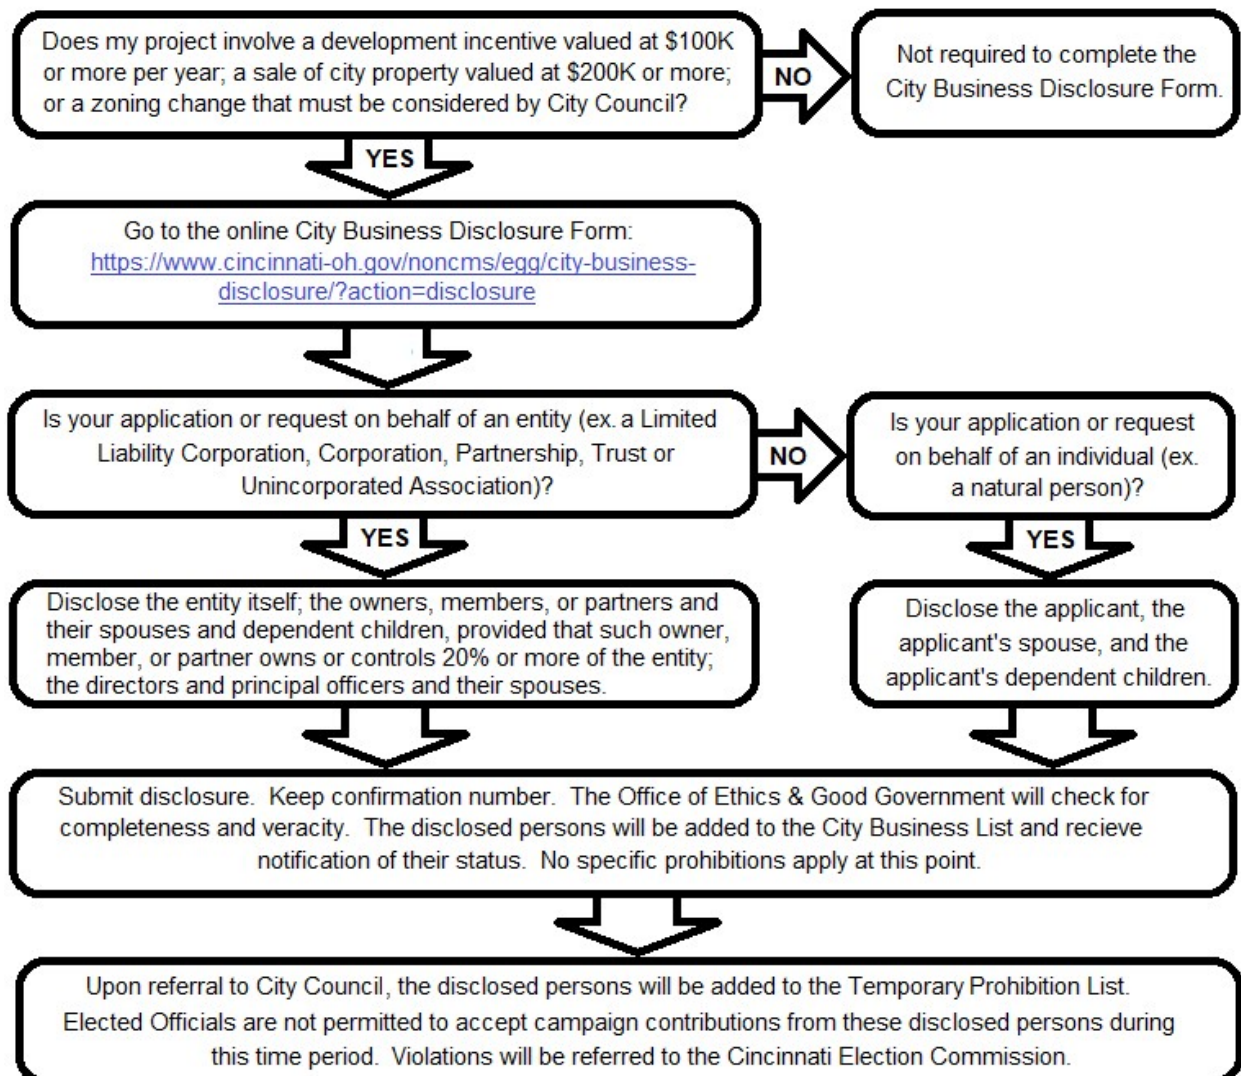 Does my project involve a development incentive valued at $100K
or more per year; a sale of city property valued at $200K or more;
or a zoning change that must be considered by City Council?
NO
Not required to complete the
City Business Disclosure Form.
YES
Go to the online City Business Disclosure Form:
https://www.cincinnati-oh.gov/noncms/egg/city-business-
disclosure/?action=disclosure
Is your application or request on behalf of an entity (ex. a Limited
Liability Corporation, Corporation, Partnership, Trust or
Unincorporated Association)?
NO
Is your application or request
on behalf of an individual (ex.
a natural person)?
YES
YES
Disclose the entity itself; the owners, members, or partners and
their spouses and dependent children, provided that such owner,
member, or partner owns or controls 20% or more of the entity;
the directors and principal officers and their spouses.
Disclose the applicant, the
applicant's spouse, and the
applicant's dependent children.
Submit disclosure. Keep confirmation number. The Office of Ethics & Good Government will check for
completeness and veracity. The disclosed persons will be added to the City Business List and recieve
notification of their status. No specific prohibitions apply at this point.
Upon referral to City Council, the disclosed persons will be added to the Temporary Prohibition List.
Elected Officials are not permitted to accept campaign contributions from these disclosed persons during
this time period. Violations will be referred to the Cincinnati Election Commission.